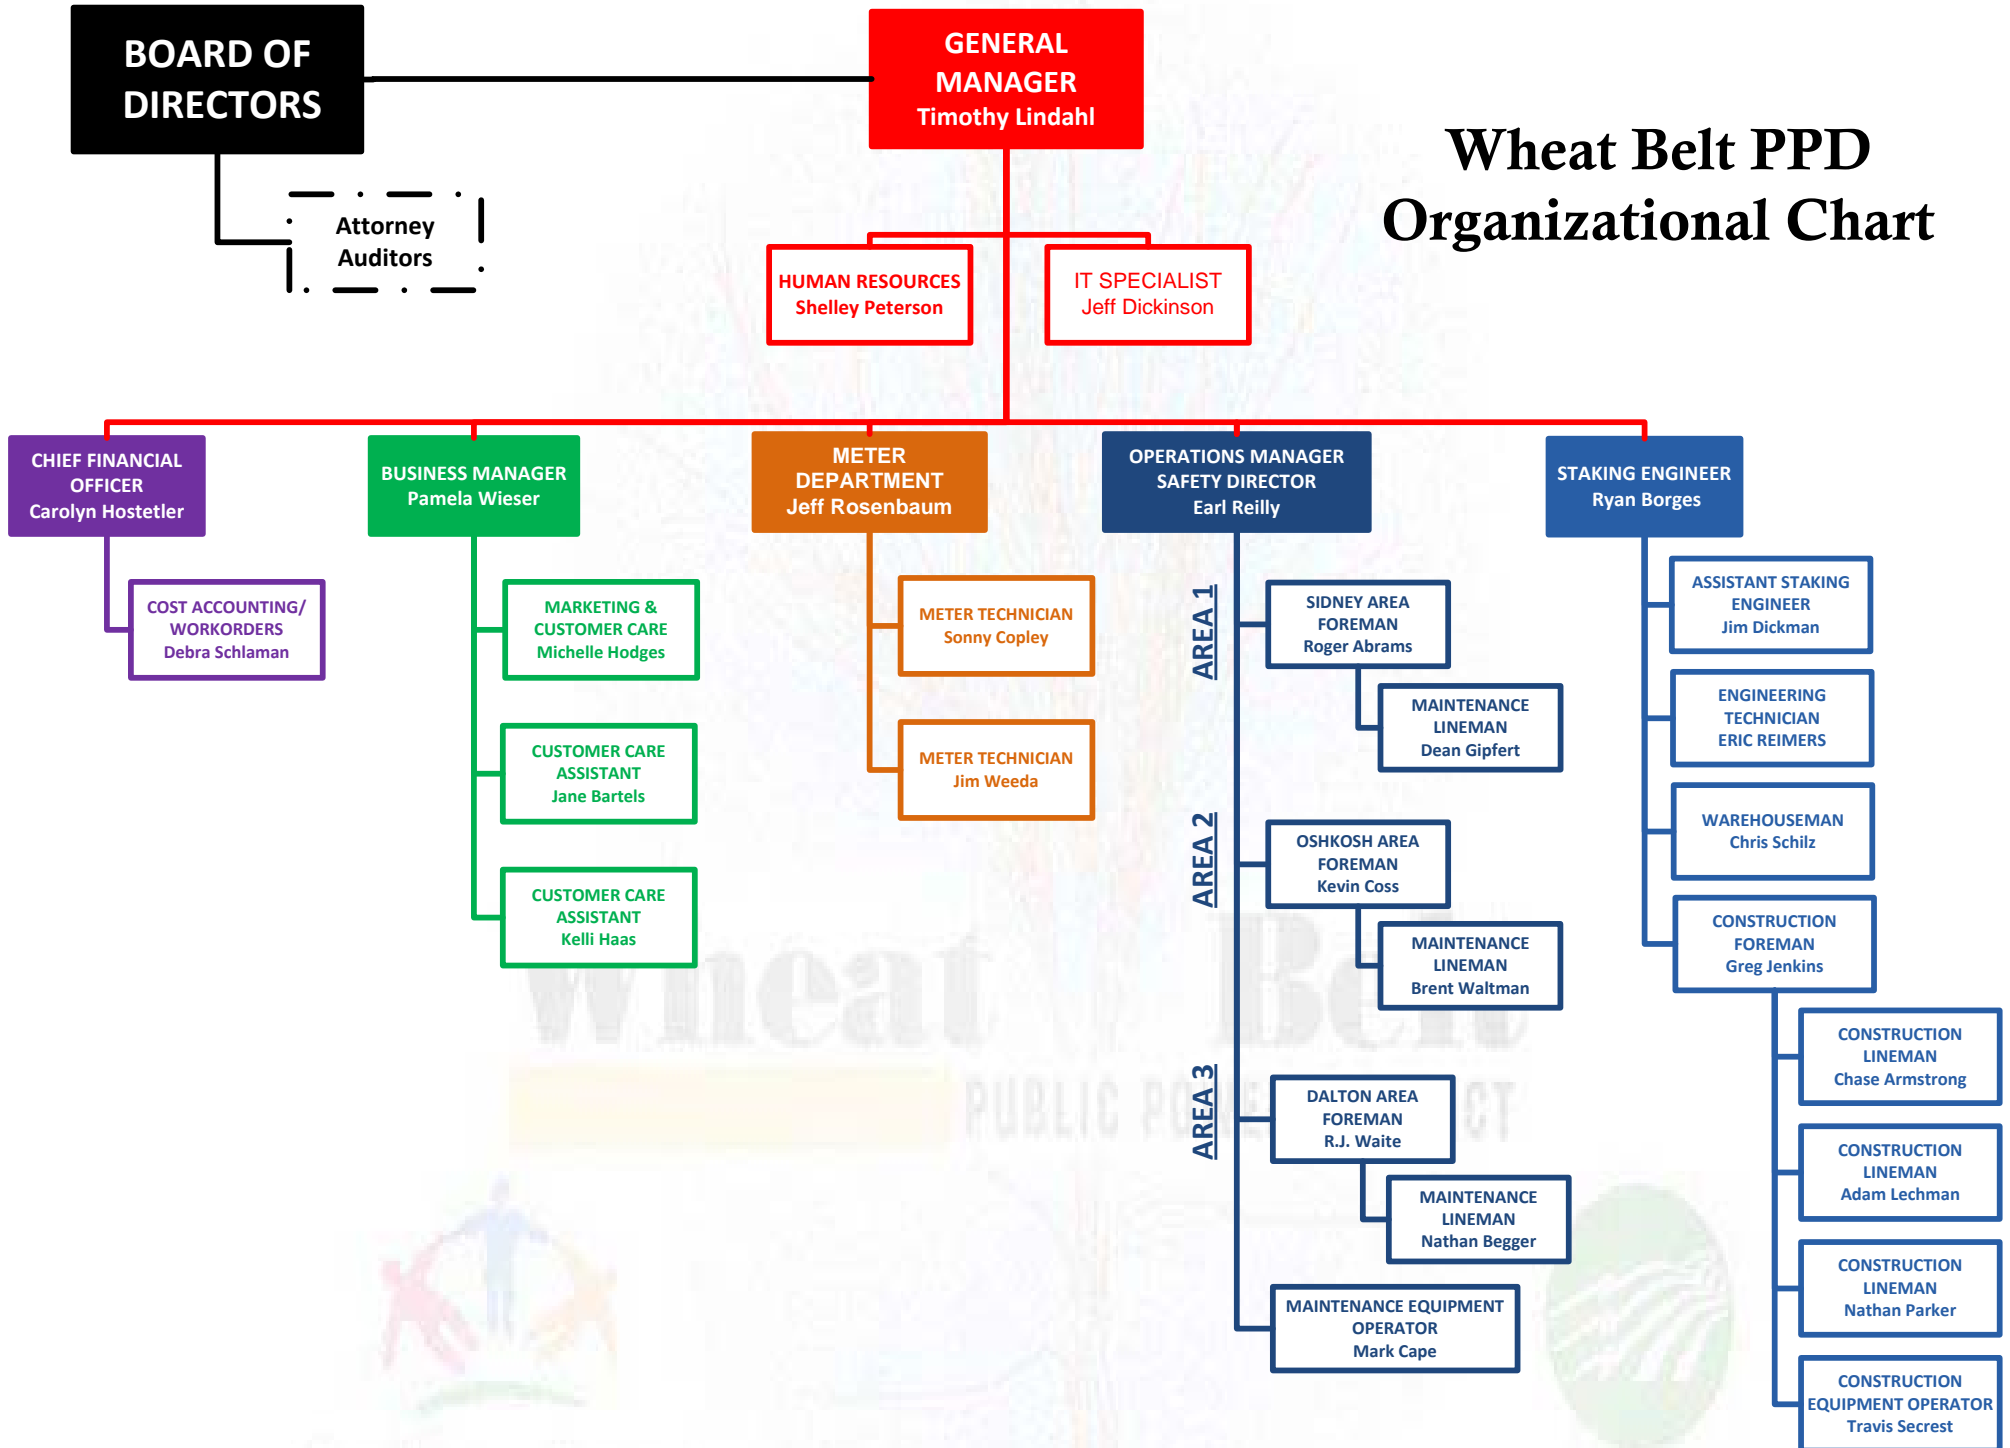 BOARD OF
DIRECTORS
Attorney
Auditors
GENERAL
MANAGER
Timothy Lindahl
Wheat Belt PPD
Organizational Chart
HUMAN RESOURCES
Shelley Peterson
IT SPECIALIST
Jeff Dickinson
CHIEF FINANCIAL
OFFICER
Carolyn Hostetler
COST ACCOUNTING/
WORKORDERS
Debra Schlaman
BUSINESS MANAGER
Pamela Wieser
MARKETING &
CUSTOMER CARE
Michelle Hodges
CUSTOMER CARE
ASSISTANT
Jane Bartels
CUSTOMER CARE
ASSISTANT
Kelli Haas
METER
DEPARTMENT
Jeff Rosenbaum
METER TECHNICIAN
Sonny Copley
METER TECHNICIAN
Jim Weeda
OPERATIONS MANAGER
SAFETY DIRECTOR
Earl Reilly
AREA 1
SIDNEY AREA
FOREMAN
Roger Abrams
MAINTENANCE
LINEMAN
Dean Gipfert
AREA 2
OSHKOSH AREA
FOREMAN
Kevin Coss
MAINTENANCE
LINEMAN
Brent Waltman
AREA 3
DALTON AREA
FOREMAN
R.J. Waite
MAINTENANCE
LINEMAN
Nathan Begger
MAINTENANCE EQUIPMENT
OPERATOR
Mark Cape
STAKING ENGINEER
Ryan Borges
ASSISTANT STAKING
ENGINEER
Jim Dickman
ENGINEERING
TECHNICIAN
ERIC REIMERS
WAREHOUSEMAN
Chris Schilz
CONSTRUCTION
FOREMAN
Greg Jenkins
CONSTRUCTION
LINEMAN
Chase Armstrong
CONSTRUCTION
LINEMAN
Adam Lechman
CONSTRUCTION
LINEMAN
Nathan Parker
CONSTRUCTION
EQUIPMENT OPERATOR
Travis Secrest
Wheat Belt
PUBLIC